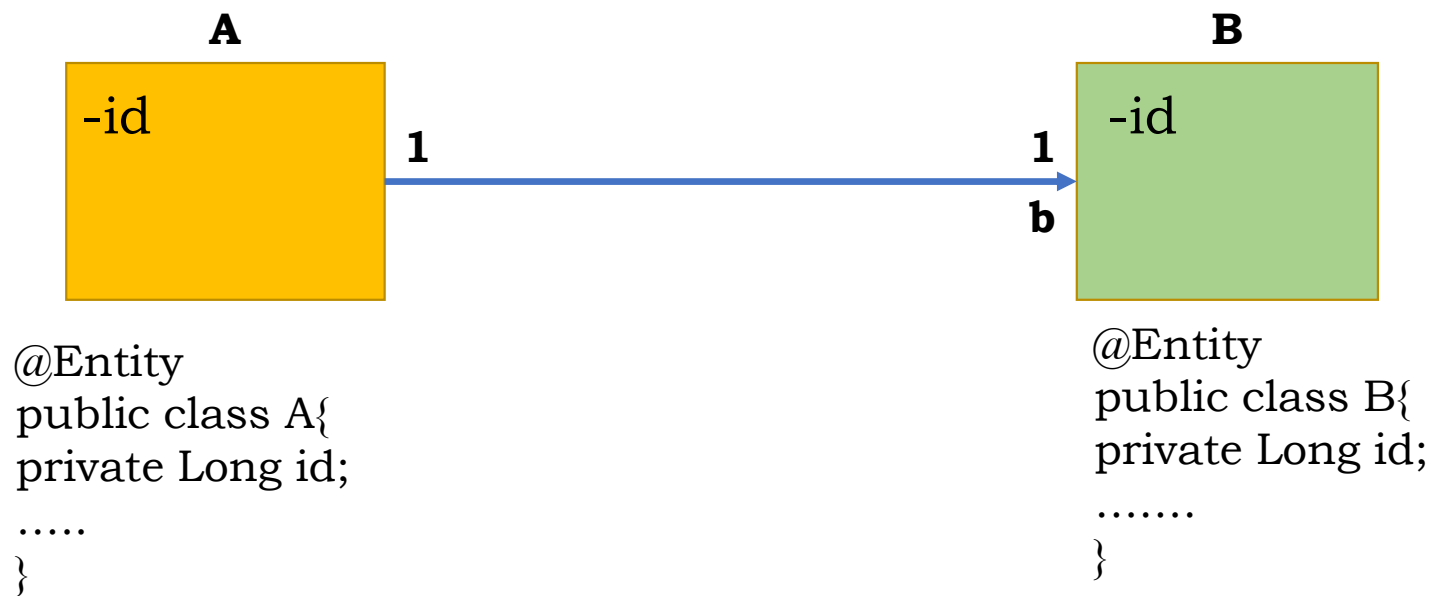 A
-id
1
@Entity
public class A{
private Long id;
.....
}
B
-id
1
b
@Entity
public class B{
private Long id;
.......
}